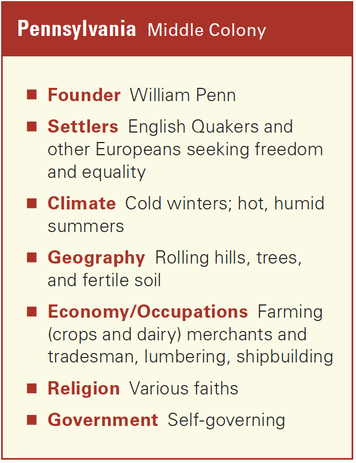 Pennsylvania Middle Colony
■ Founder William Penn
■ Settlers English Quakers and
other Europeans seeking freedom
and equality
■ Climate Cold winters; hot, humid
summers
■ Geography Rolling hills, trees,
and fertile soil
■ Economy/Occupations Farming
(crops and dairy) merchants and
tradesman, lumbering, shipbuilding
■ Religion Various faiths
■ Government Self-governing